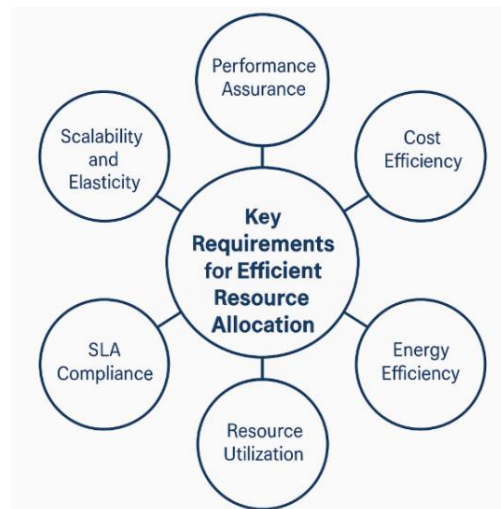 Performance
Assurance
Scalability
and
Elasticity
Cost
Efficiency
Key
Requirements
for Efficient
Resource
Allocation
SLA
Compliance
Energy
Efficiency
Resource
Utilization